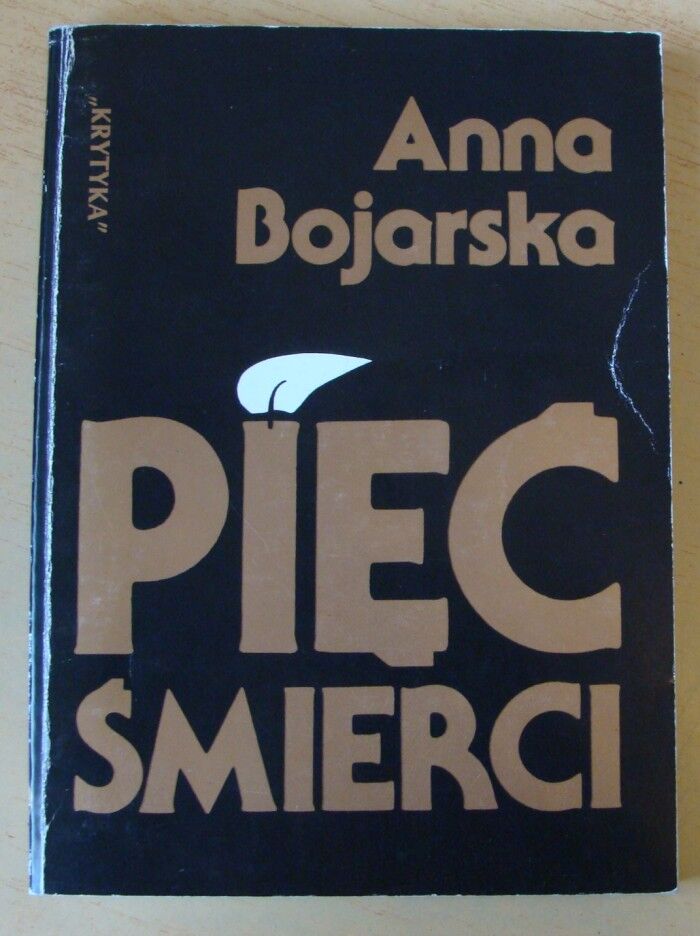 „KRYTYKA”
Anna
Bojarska
PIĘĆ
ŚMIERCI